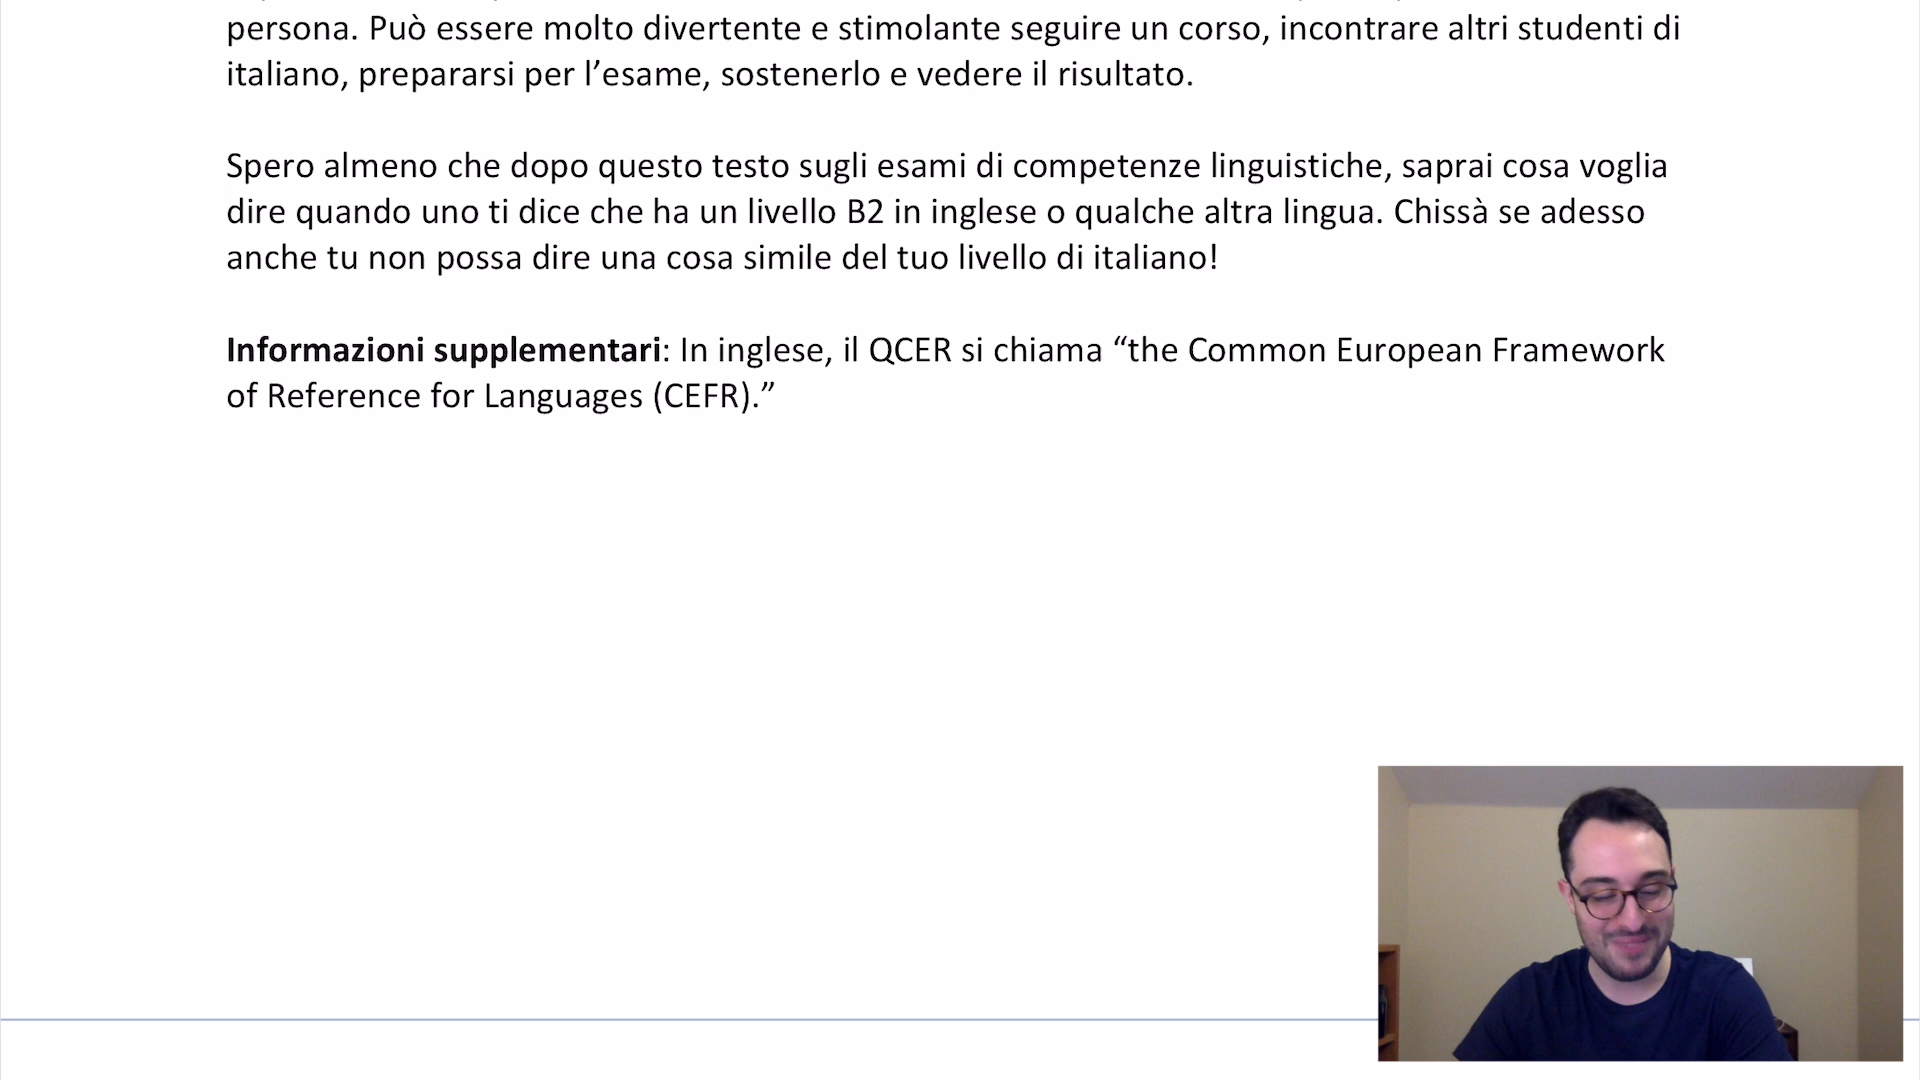 persona. Può essere molto divertente e stimolante seguire un corso, incontrare altri studenti di
italiano, prepararsi per l’esame, sostenerlo e vedere il risultato.
Spero almeno che dopo questo testo sugli esami di competenze linguistiche, saprai cosa voglia
dire quando uno ti dice che ha un livello B2 in inglese o qualche altra lingua. Chissà se adesso
anche tu non possa dire una cosa simile del tuo livello di italiano!
Informazioni supplementari: In inglese, il QCER si chiama “the Common European Framework
of Reference for Languages (CEFR).”